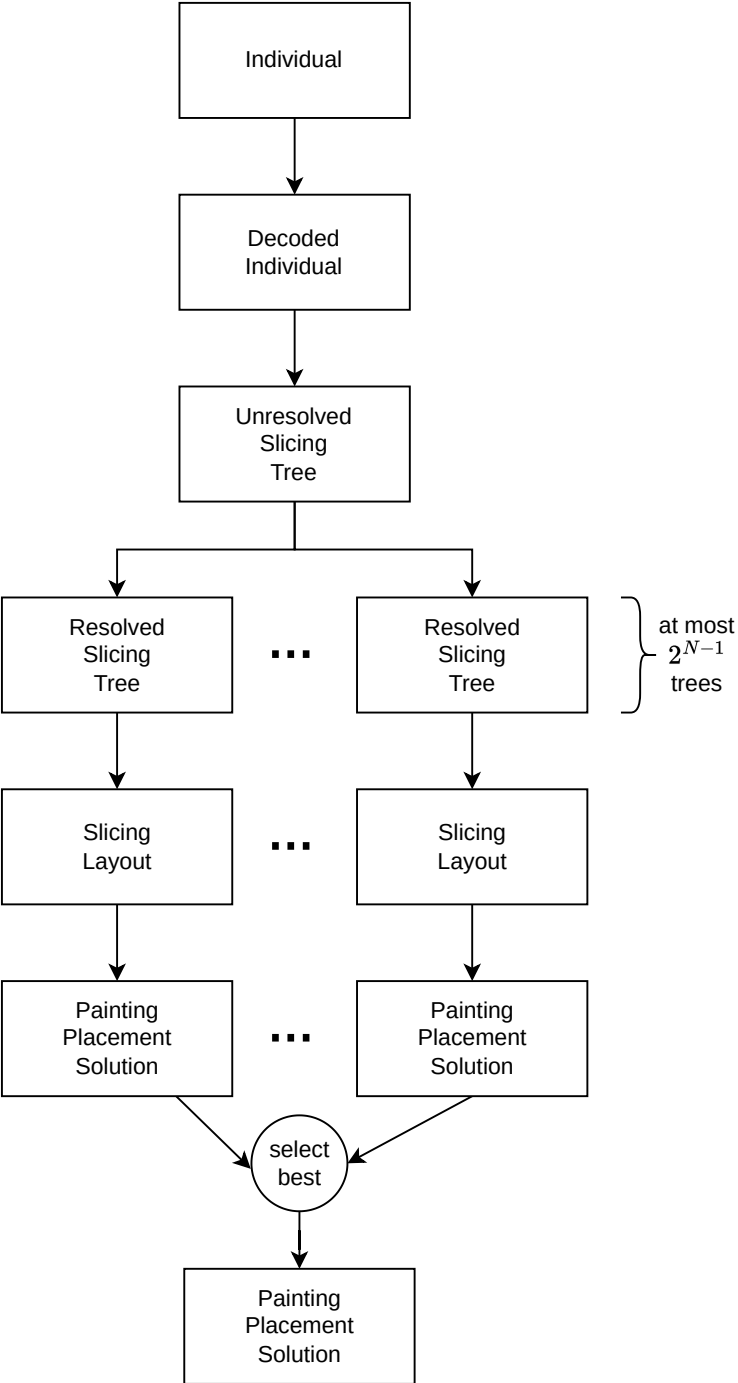 Individual
Decoded
Individual
Unresolved
Slicing
Tree
Resolved
Slicing
Tree
...
Resolved
Slicing
Tree
at most
2^{N-1}
trees
Slicing
Layout
...
Slicing
Layout
Painting
Placement
Solution
...
Painting
Placement
Solution
select
best
Painting
Placement
Solution